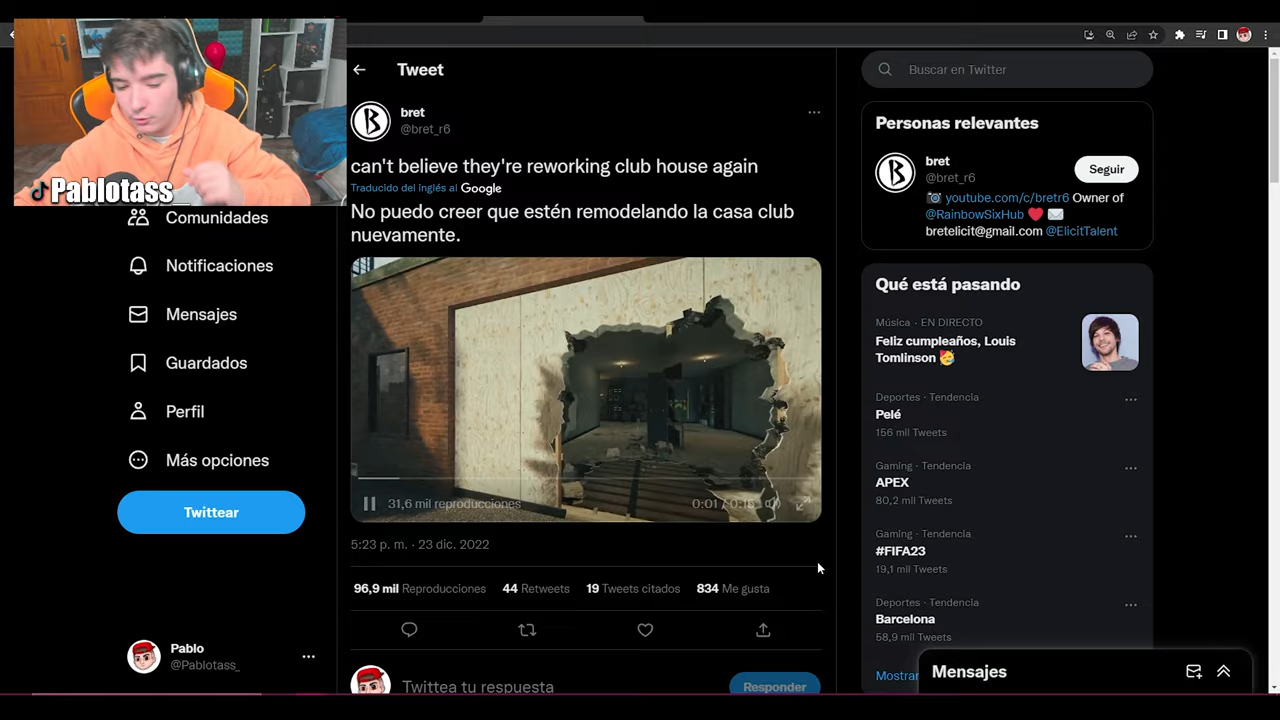 Pablotass_
Comunidades
Notificaciones
Mensajes
Guardados
Perfil
Más opciones
Twittear
Pablo
@Pablotass_
Tweet
bret
@bret_r6
can't believe they're reworking club house again
Traducido del inglés al Google
No puedo creer que estén remodelando la casa club
nuevamente.
31,6 mil reproducciones
0:01 / 0:16
5:23 p. m. · 23 dic. 2022
96,9 mil Reproducciones 44 Retweets 19 Tweets citados 834 Me gusta
Twittea tu respuesta
Responder
Buscar en Twitter
Personas relevantes
bret
@bret_r6
Seguir
youtube.com/c/bretr6 Owner of
@RainbowSixHub
bretelicit@gmail.com @ElicitTalent
Qué está pasando
Música · EN DIRECTO
Feliz cumpleaños, Louis
Tomlinson
Deportes · Tendencia
Pelé
156 mil Tweets
Gaming · Tendencia
APEX
80,2 mil Tweets
Gaming · Tendencia
#FIFA23
19,1 mil Tweets
Deportes · Tendencia
Barcelona
58,9 mil Tweets
Mostrar
Mensajes